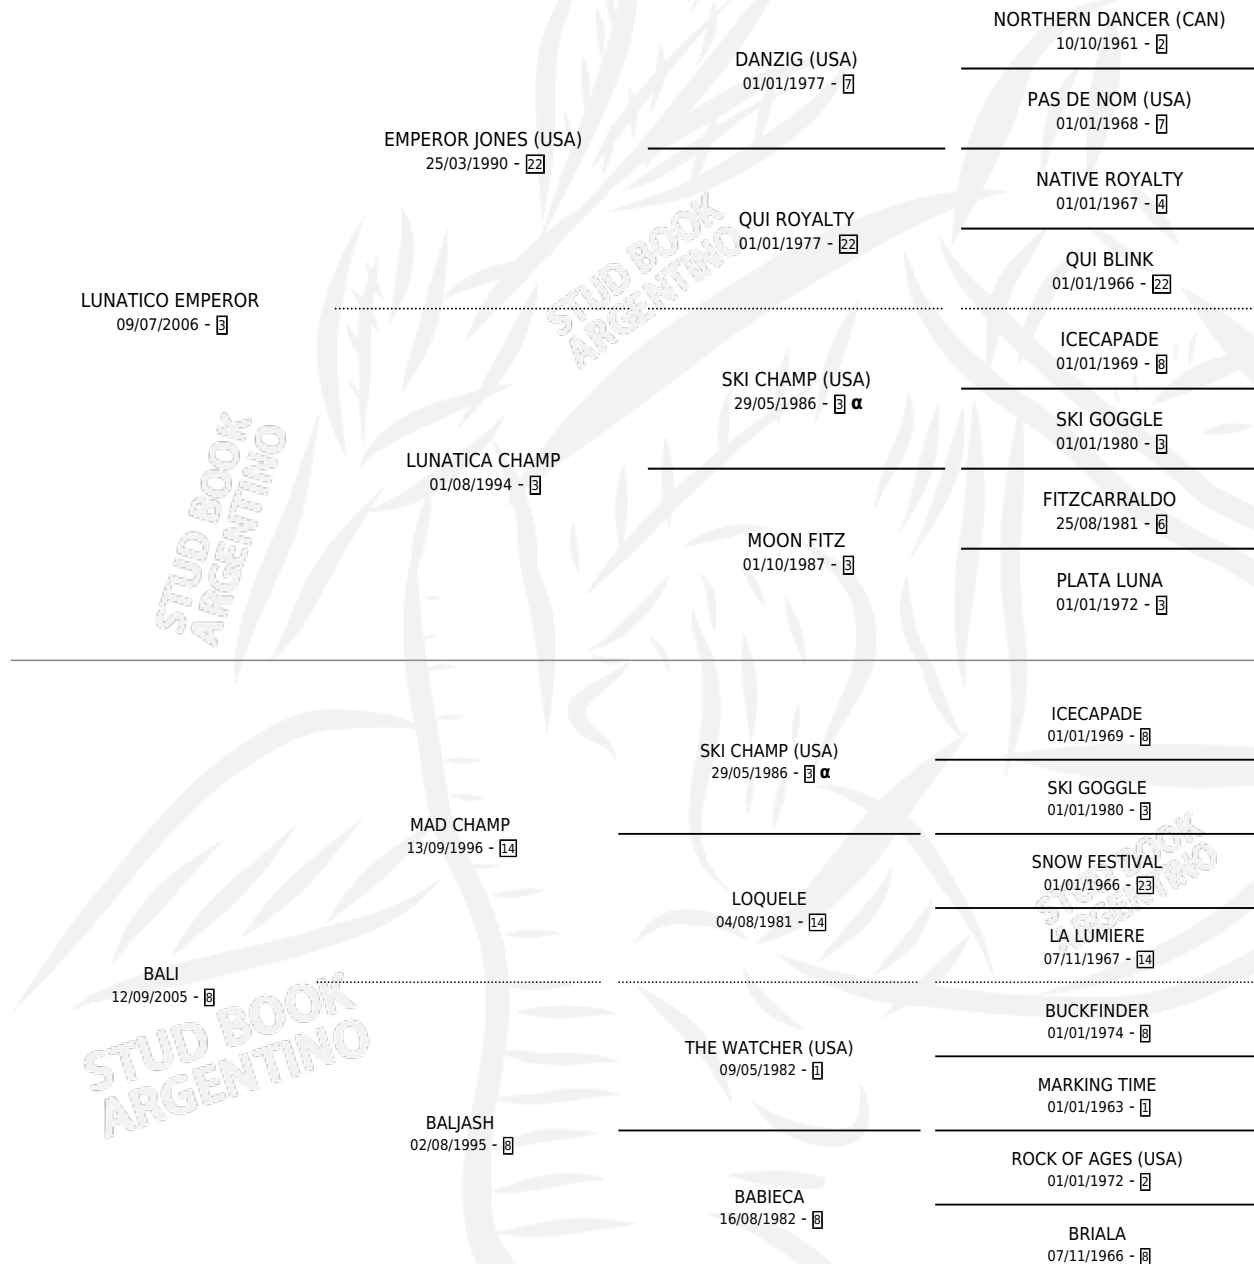 NORTHERN DANCER (CAN)
10/10/1961 - 2
DANZIG (USA)
01/01/1977 - 7
PAS DE NOM (USA)
01/01/1968 - 7
EMPEROR JONES (USA)
25/03/1990 - 22
NATIVE ROYALTY
01/01/1967 - 4
QUI ROYALTY
01/01/1977 - 22
QUI BLINK
01/01/1966 - 22
STUD BOOK
ARGENTINO
LUNATICO EMPEROR
09/07/2006 - 3
ICECAPADE
01/01/1969 - 8
SKI CHAMP (USA)
29/05/1986 - 3 α
SKI GOGGLE
01/01/1980 - 3
LUNATICA CHAMP
01/08/1994 - 3
FITZCARRALDO
25/08/1981 - 6
MOON FITZ
01/10/1987 - 3
PLATA LUNA
01/01/1972 - 3
STUD BOOK
ARGENTINO
ICECAPADE
01/01/1969 - 8
SKI CHAMP (USA)
29/05/1986 - 3 α
SKI GOGGLE
01/01/1980 - 3
MAD CHAMP
13/09/1996 - 14
SNOW FESTIVAL
01/01/1966 - 23
LOQUELE
04/08/1981 - 14
LA LUMIERE
07/11/1967 - 14
STUD BOOK
ARGENTINO
BALI
12/09/2005 - 8
BUCKFINDER
01/01/1974 - 8
THE WATCHER (USA)
09/05/1982 - 1
MARKING TIME
01/01/1963 - 1
BALJASH
02/08/1995 - 8
ROCK OF AGES (USA)
01/01/1972 - 2
BABIECA
16/08/1982 - 8
BRIALA
07/11/1966 - 8
STUD BOOK
ARGENTINO